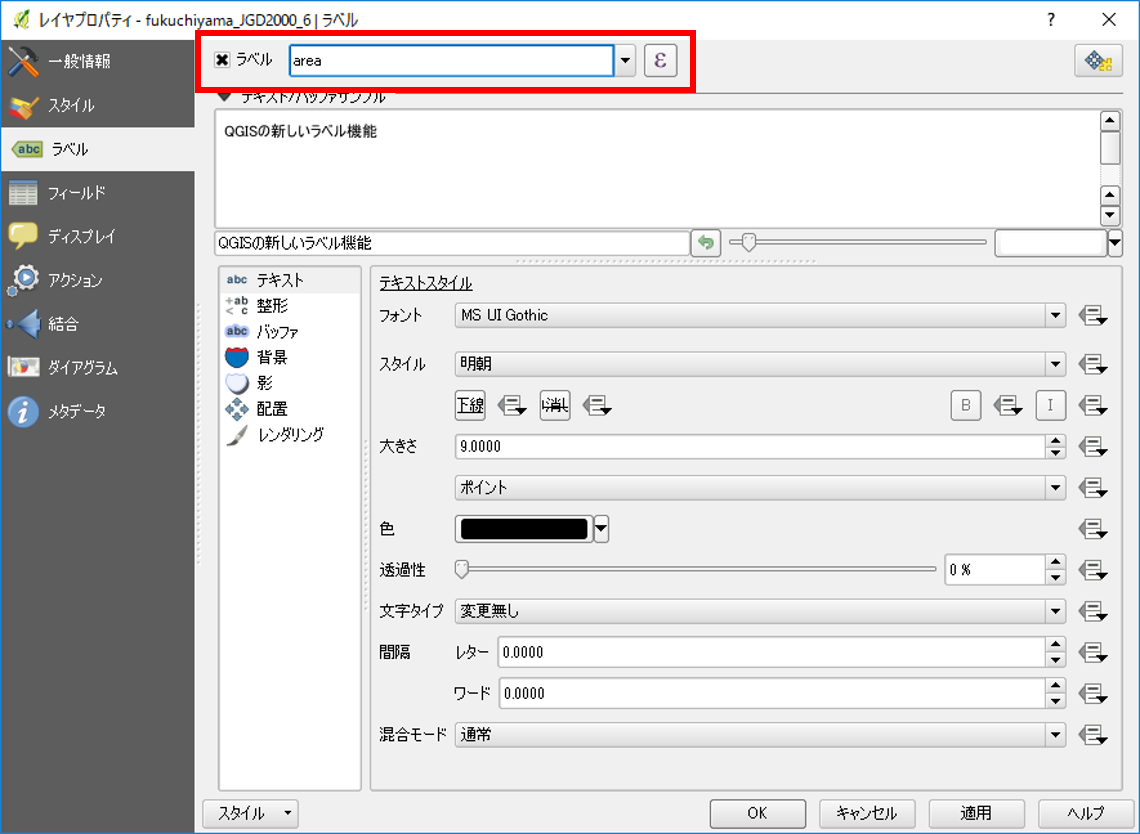 レイヤプロパティ - fukuchiyama_JGD2000_6 | ラベル
?
一般情報
スタイル
abc ラベル
フィールド
ディスプレイ
アクション
結合
ダイアグラム
メタデータ
ラベル area ε
テキスト/バッファサンプル
QGISの新しいラベル機能
QGISの新しいラベル機能
abc テキスト
+ab < c 整形
abc バッファ
背景
影
配置
レンダリング
テキストスタイル
フォント MS UI Gothic
スタイル 明朝
下線 取消し B I
大きさ 9.0000
ポイント
色
透過性 0 %
文字タイプ 変更無し
間隔 レター 0.0000
ワード 0.0000
混合モード 通常
スタイル OK キャンセル 適用 ヘルプ